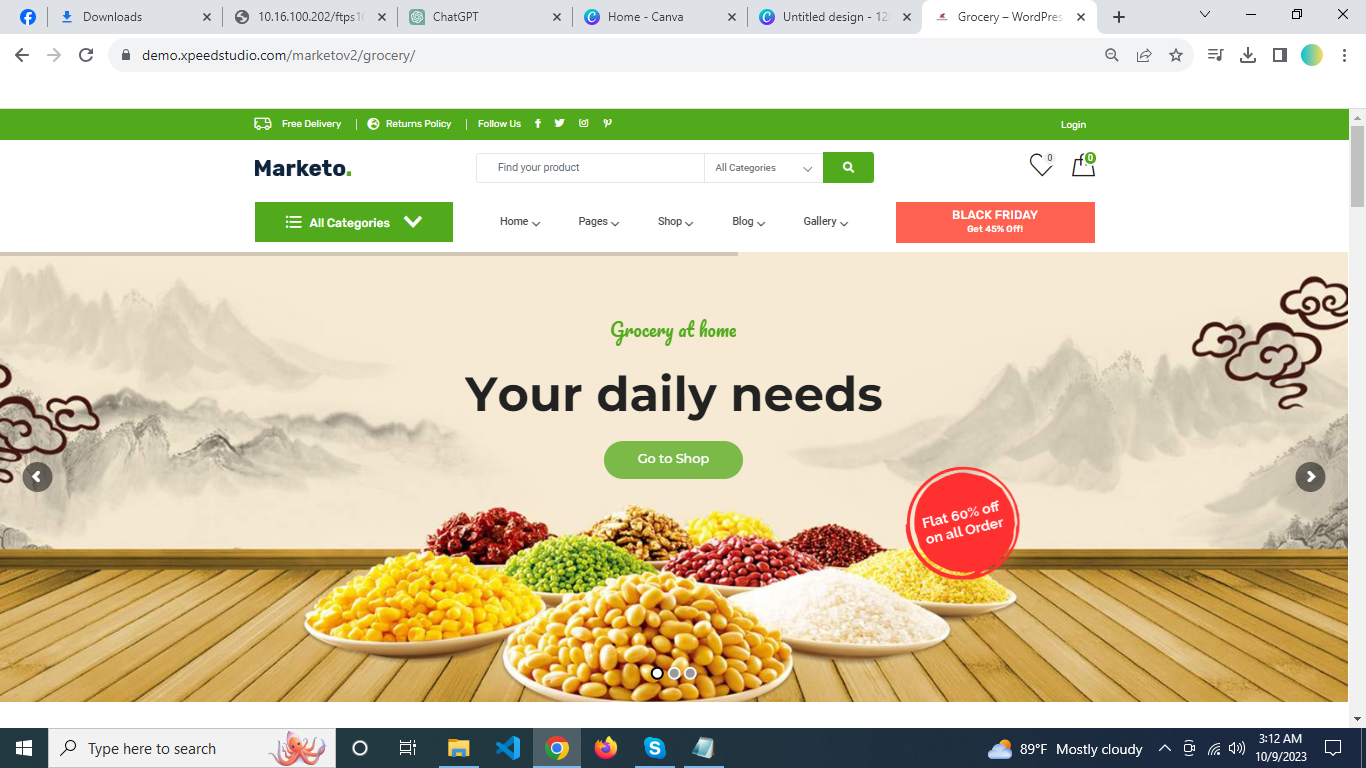 Downloads
10.16.100.202/ftps10
ChatGPT
Home - Canva
Untitled design - 128
Grocery – WordPres
demo.xpeedstudio.com/marketov2/grocery/
Free Delivery | Returns Policy | Follow Us
Login
Marketo.
Find your product
All Categories
0
0
All Categories
Home
Pages
Shop
Blog
Gallery
BLACK FRIDAY
Get 45% Off!
Grocery at home
Your daily needs
Go to Shop
Flat 60% off
on all Order
Type here to search
89°F Mostly cloudy
3:12 AM
10/9/2023